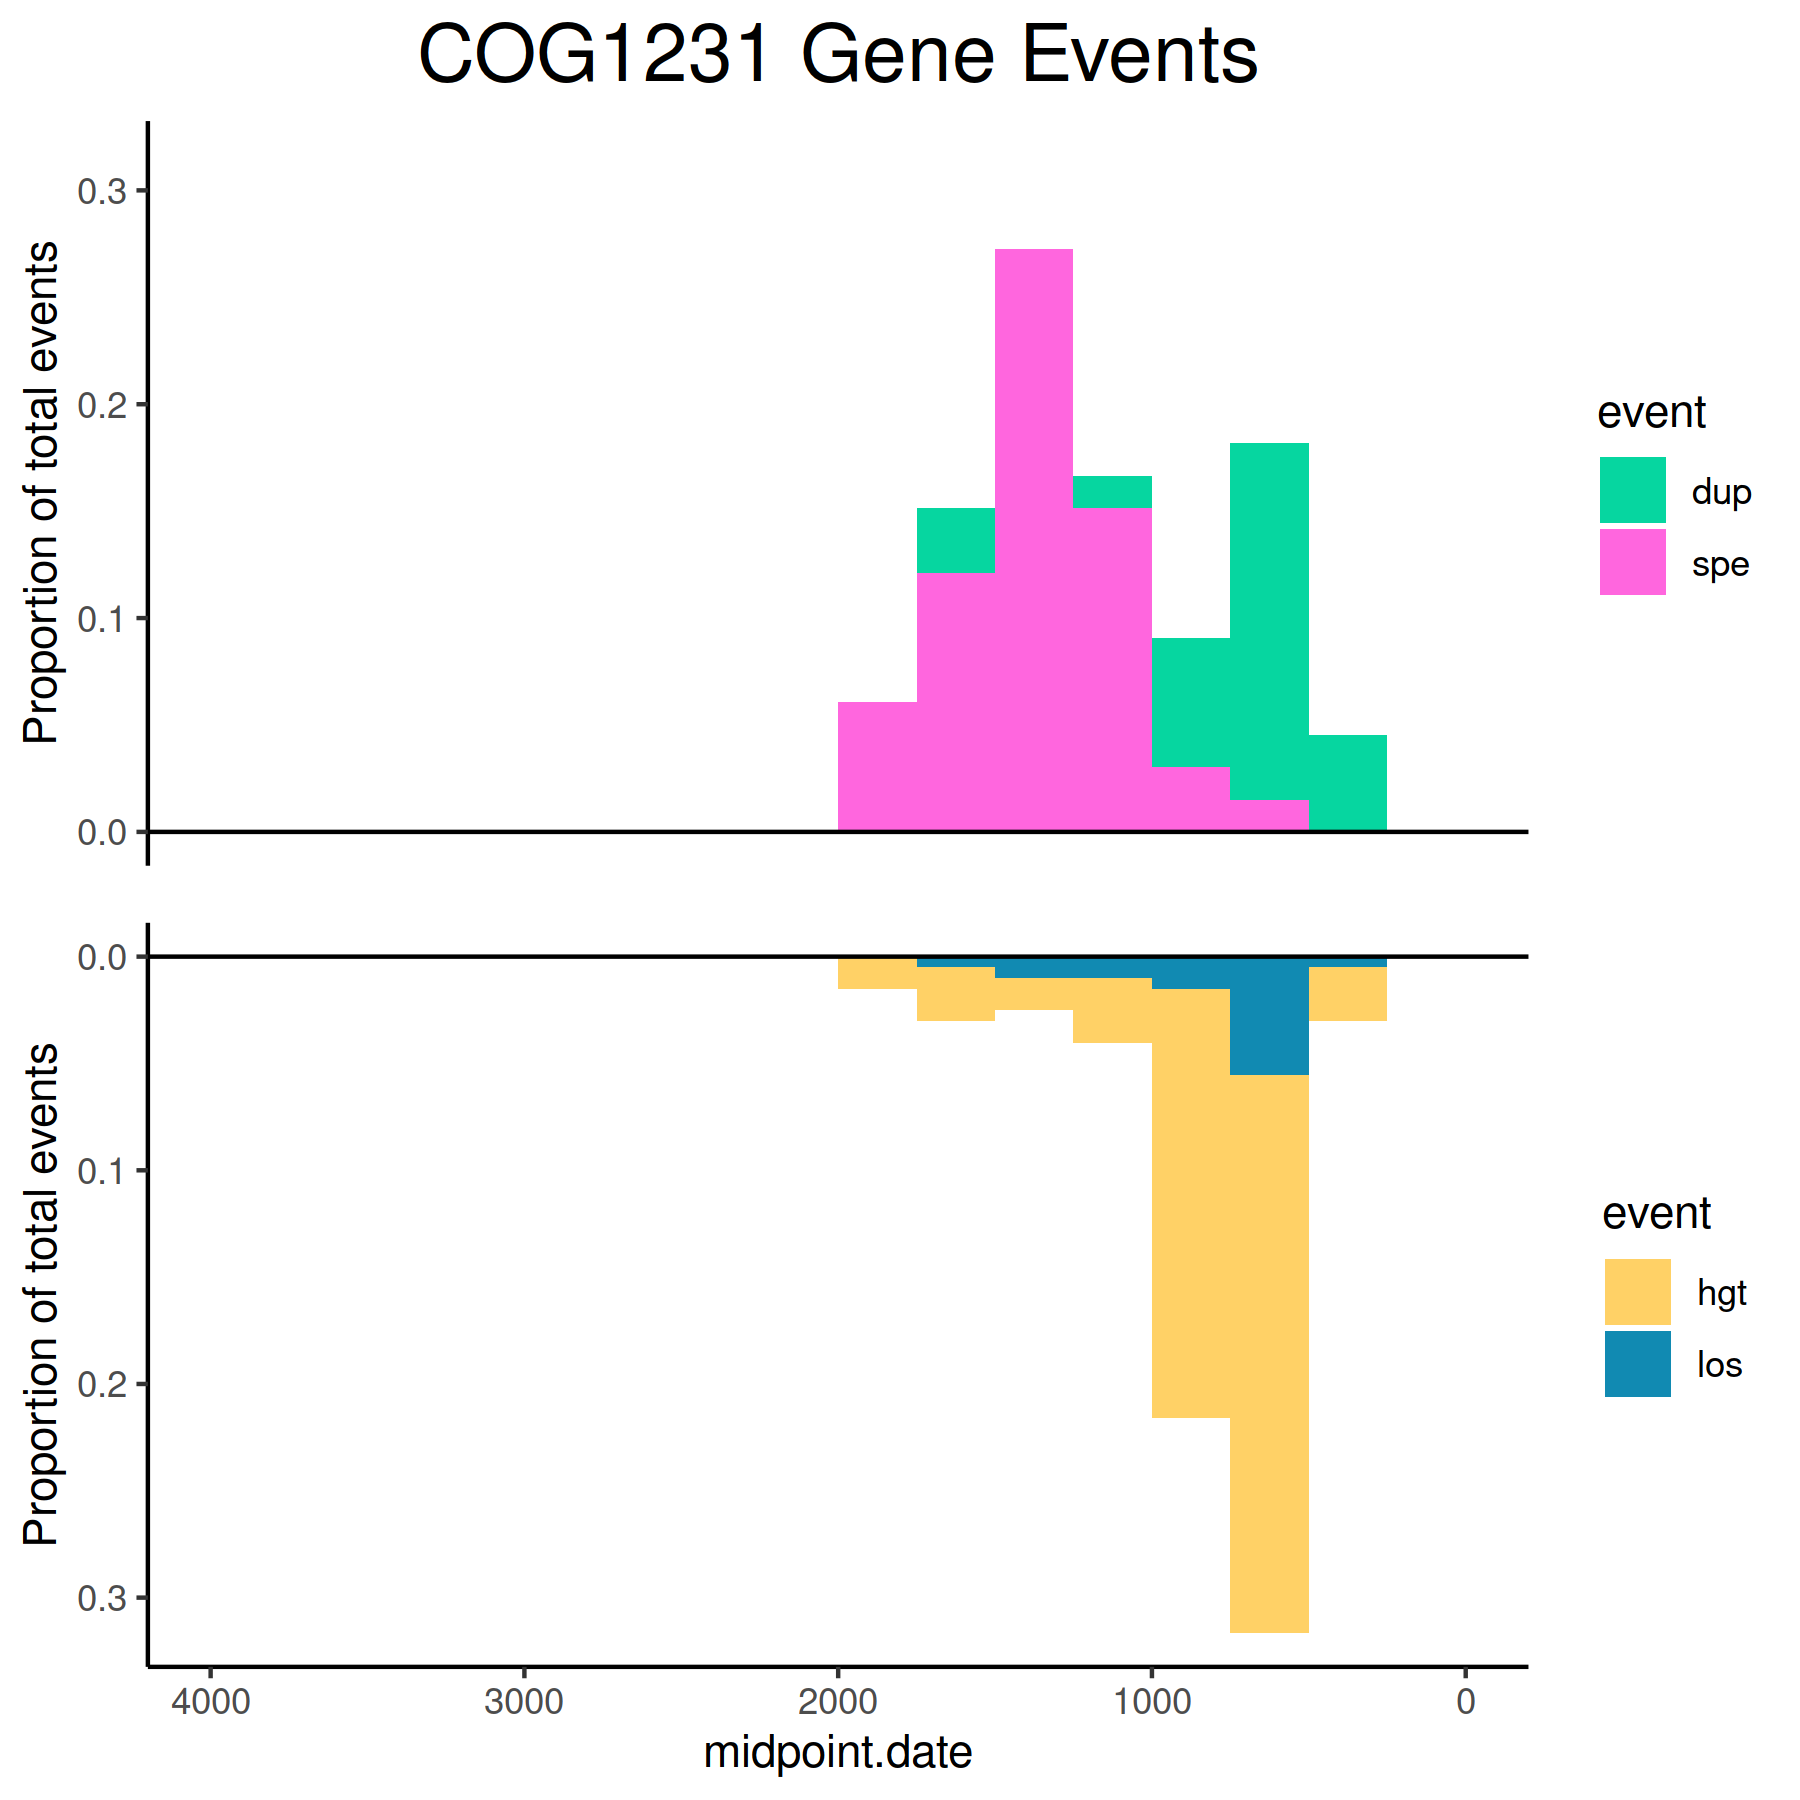 COG1231 Gene Events
Proportion of total events
0.3
0.2
0.1
0.0
event
dup
spe
Proportion of total events
0.0
0.1
0.2
0.3
event
hgt
los
4000 3000 2000 1000 0
midpoint.date